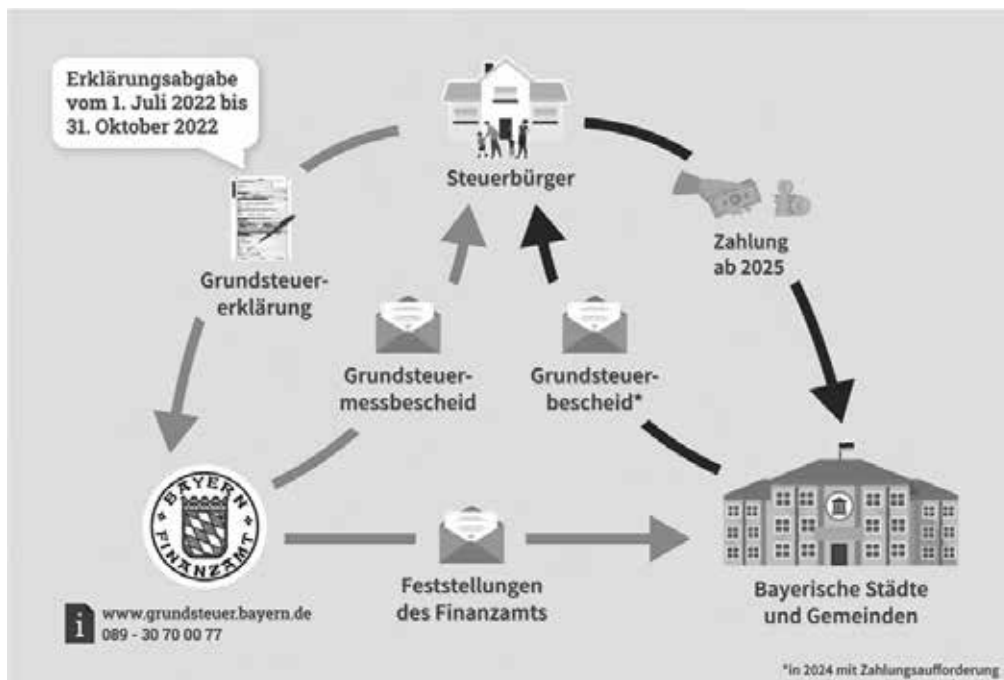 Erklärungsabgabe
vom 1. Juli 2022 bis
31. Oktober 2022
Steuerbürger
Grundsteuer-
erklärung
Zahlung
ab 2025
Grundsteuer-
messbescheid
Grundsteuer-
bescheid*
BAYERN
FINANZAMT
Feststellungen
des Finanzamts
Bayerische Städte
und Gemeinden
i
www.grundsteuer.bayern.de
089 - 30 70 00 77
*in 2024 mit Zahlungsaufforderung